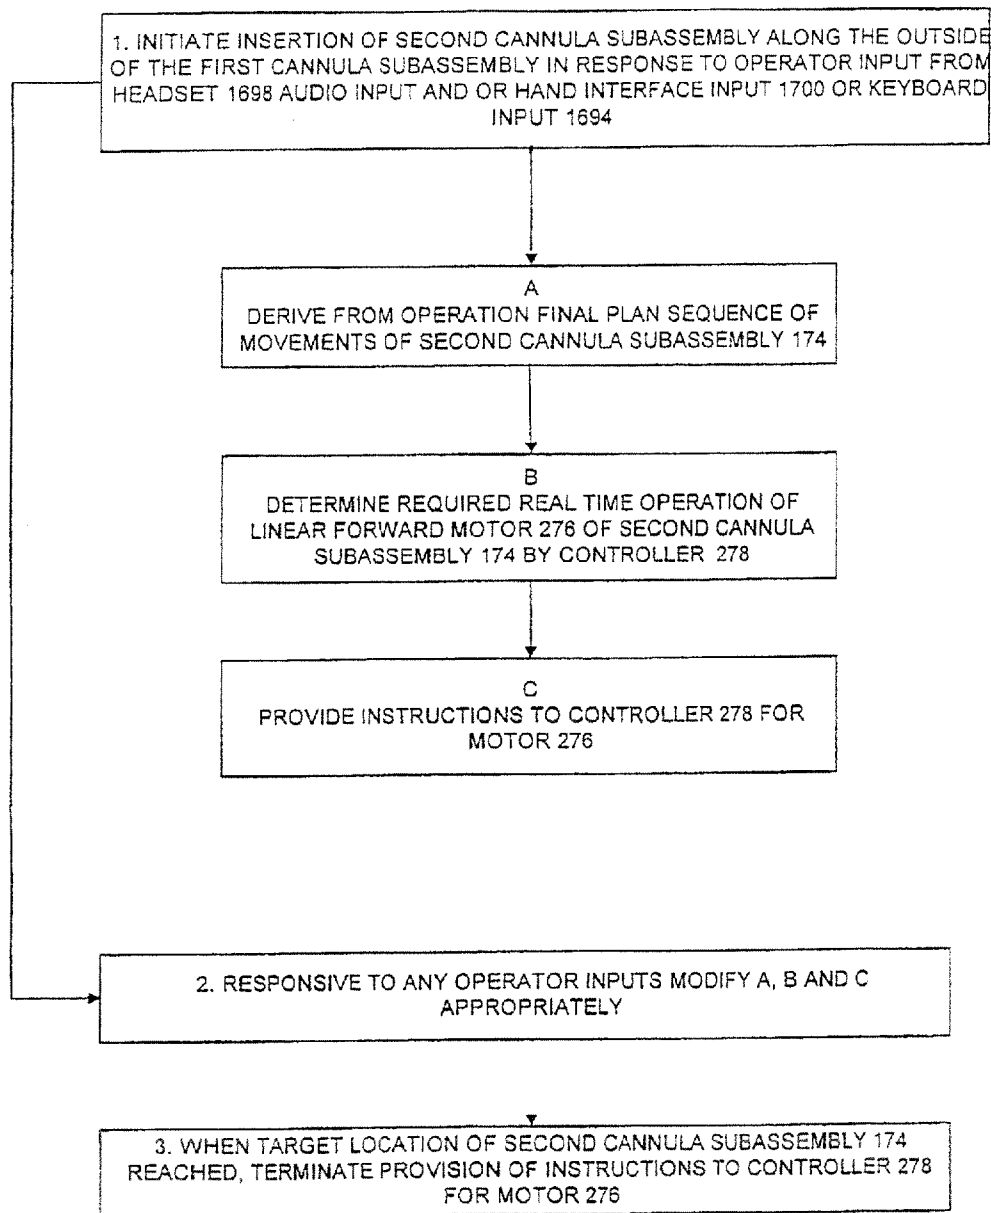 1. INITIATE INSERTION OF SECOND CANNULA SUBASSEMBLY ALONG THE OUTSIDE
OF THE FIRST CANNULA SUBASSEMBLY IN RESPONSE TO OPERATOR INPUT FROM
HEADSET 1698 AUDIO INPUT AND OR HAND INTERFACE INPUT 1700 OR KEYBOARD
INPUT 1694
A
DERIVE FROM OPERATION FINAL PLAN SEQUENCE OF
MOVEMENTS OF SECOND CANNULA SUBASSEMBLY 174
B
DETERMINE REQUIRED REAL TIME OPERATION OF
LINEAR FORWARD MOTOR 276 OF SECOND CANNULA
SUBASSEMBLY 174 BY CONTROLLER 278
C
PROVIDE INSTRUCTIONS TO CONTROLLER 278 FOR
MOTOR 276
2. RESPONSIVE TO ANY OPERATOR INPUTS MODIFY A, B AND C
APPROPRIATELY
3. WHEN TARGET LOCATION OF SECOND CANNULA SUBASSEMBLY 174
REACHED, TERMINATE PROVISION OF INSTRUCTIONS TO CONTROLLER 278
FOR MOTOR 276